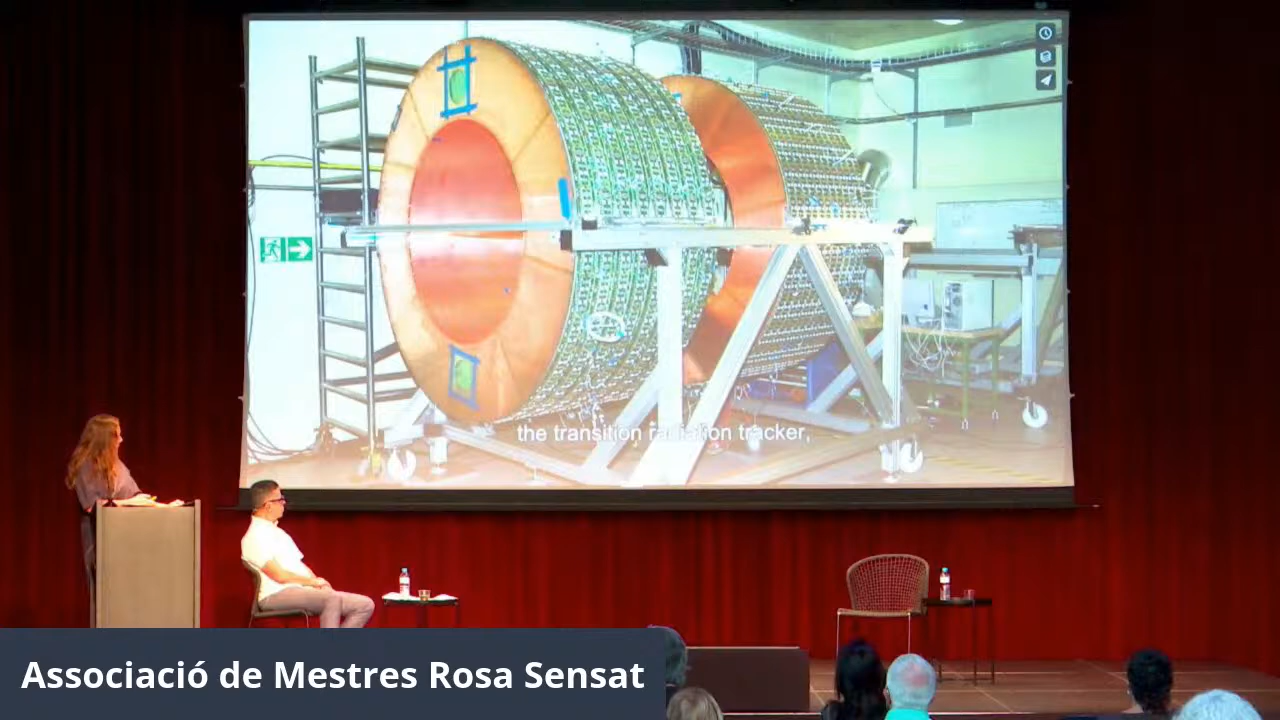 the transition radiation tracker,
Associació de Mestres Rosa Sensat